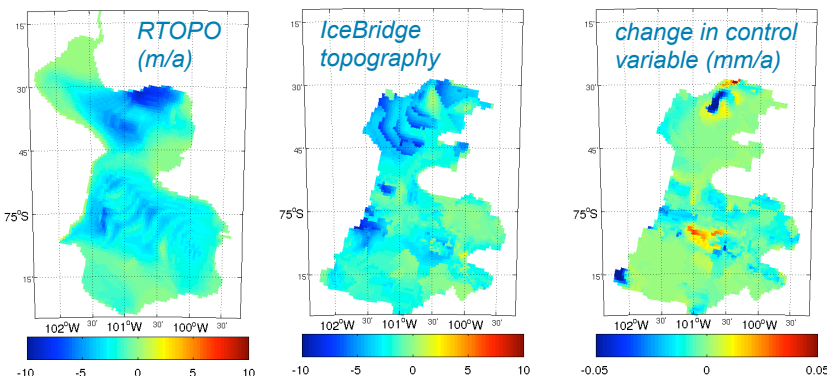 RTOPO
(m/a)
15'
30'
45'
75°S
15'
102°W 30' 101°W 30' 100°W 30'
-10 -5 0 5 10
IceBridge
topography
15'
30'
45'
75°S
15'
102°W 30' 101°W 30' 100°W 30'
-10 -5 0 5 10
change in control
variable (mm/a)
15'
30'
45'
75°S
15'
102°W 30' 101°W 30' 100°W 30'
-0.05 0 0.05